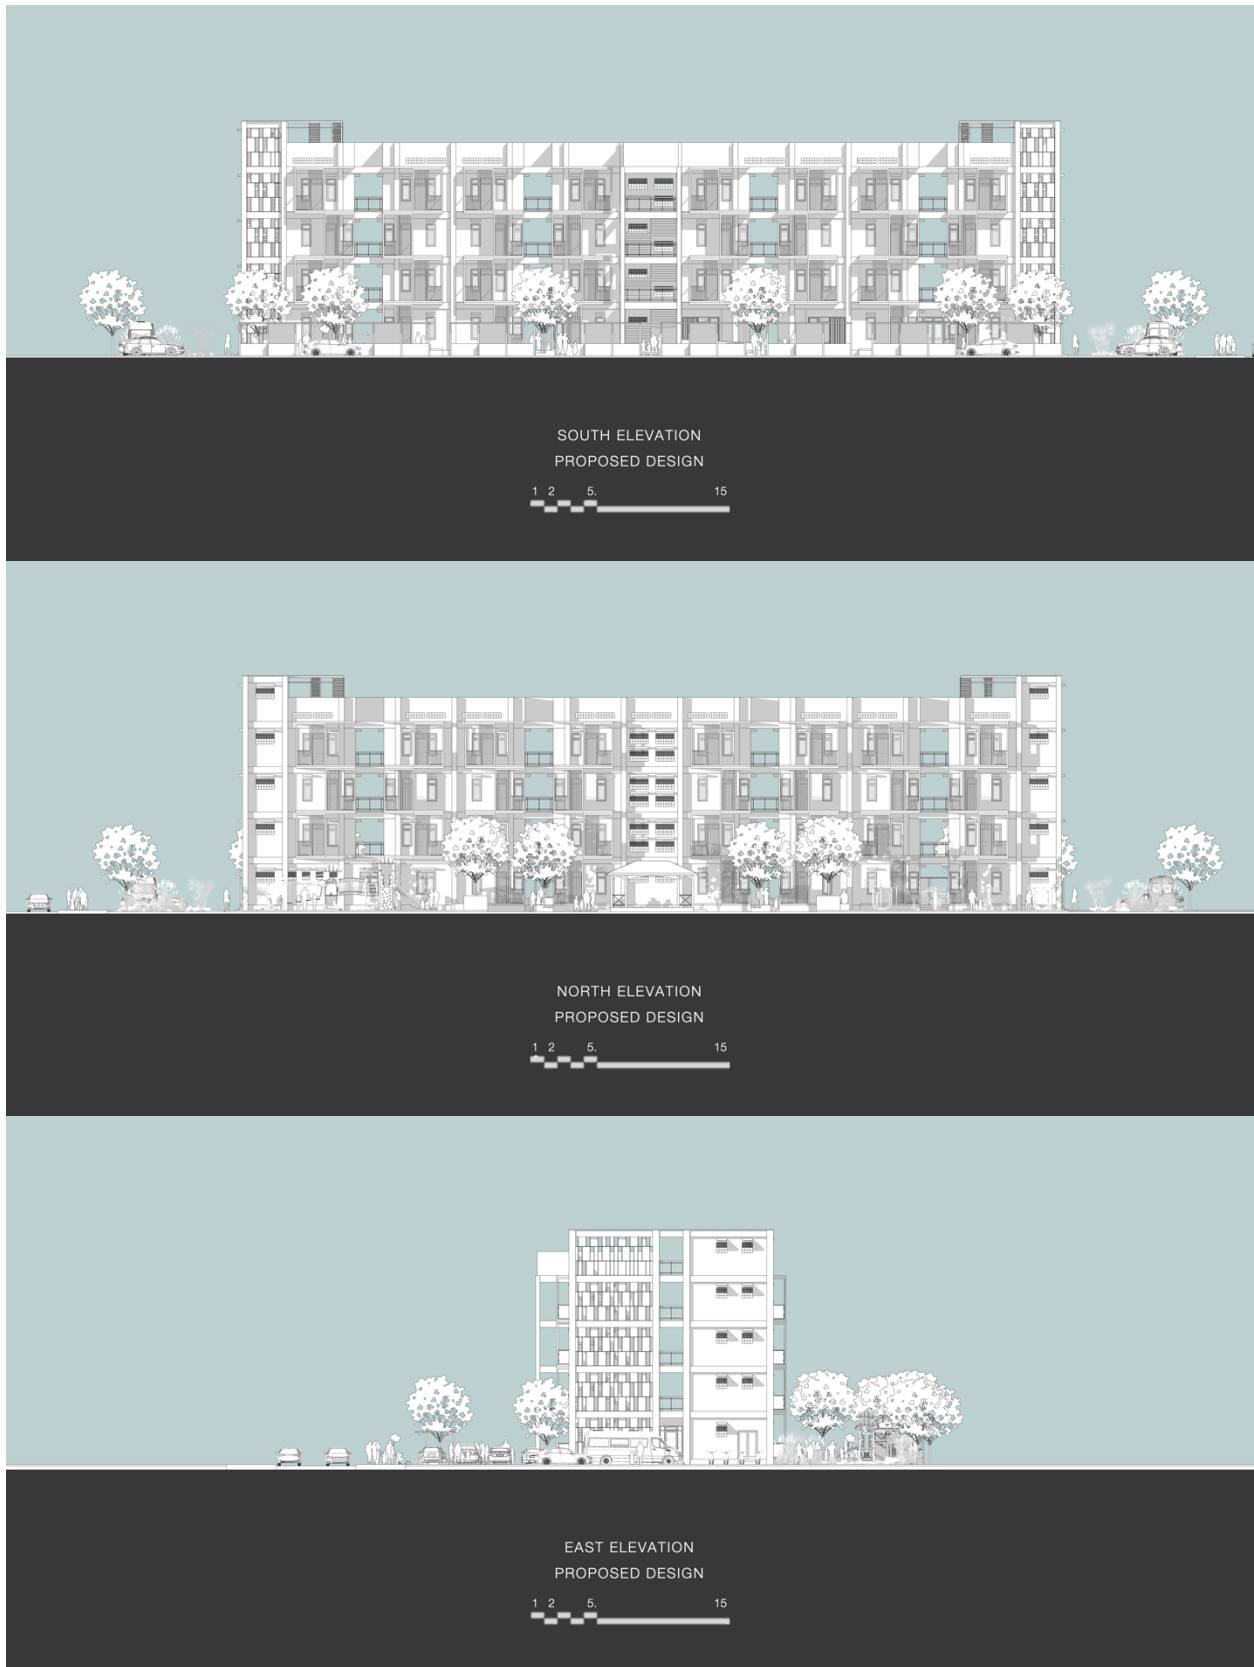 SOUTH ELEVATION
PROPOSED DESIGN
1 2 5. 15
NORTH ELEVATION
PROPOSED DESIGN
1 2 5. 15
EAST ELEVATION
PROPOSED DESIGN
1 2 5. 15